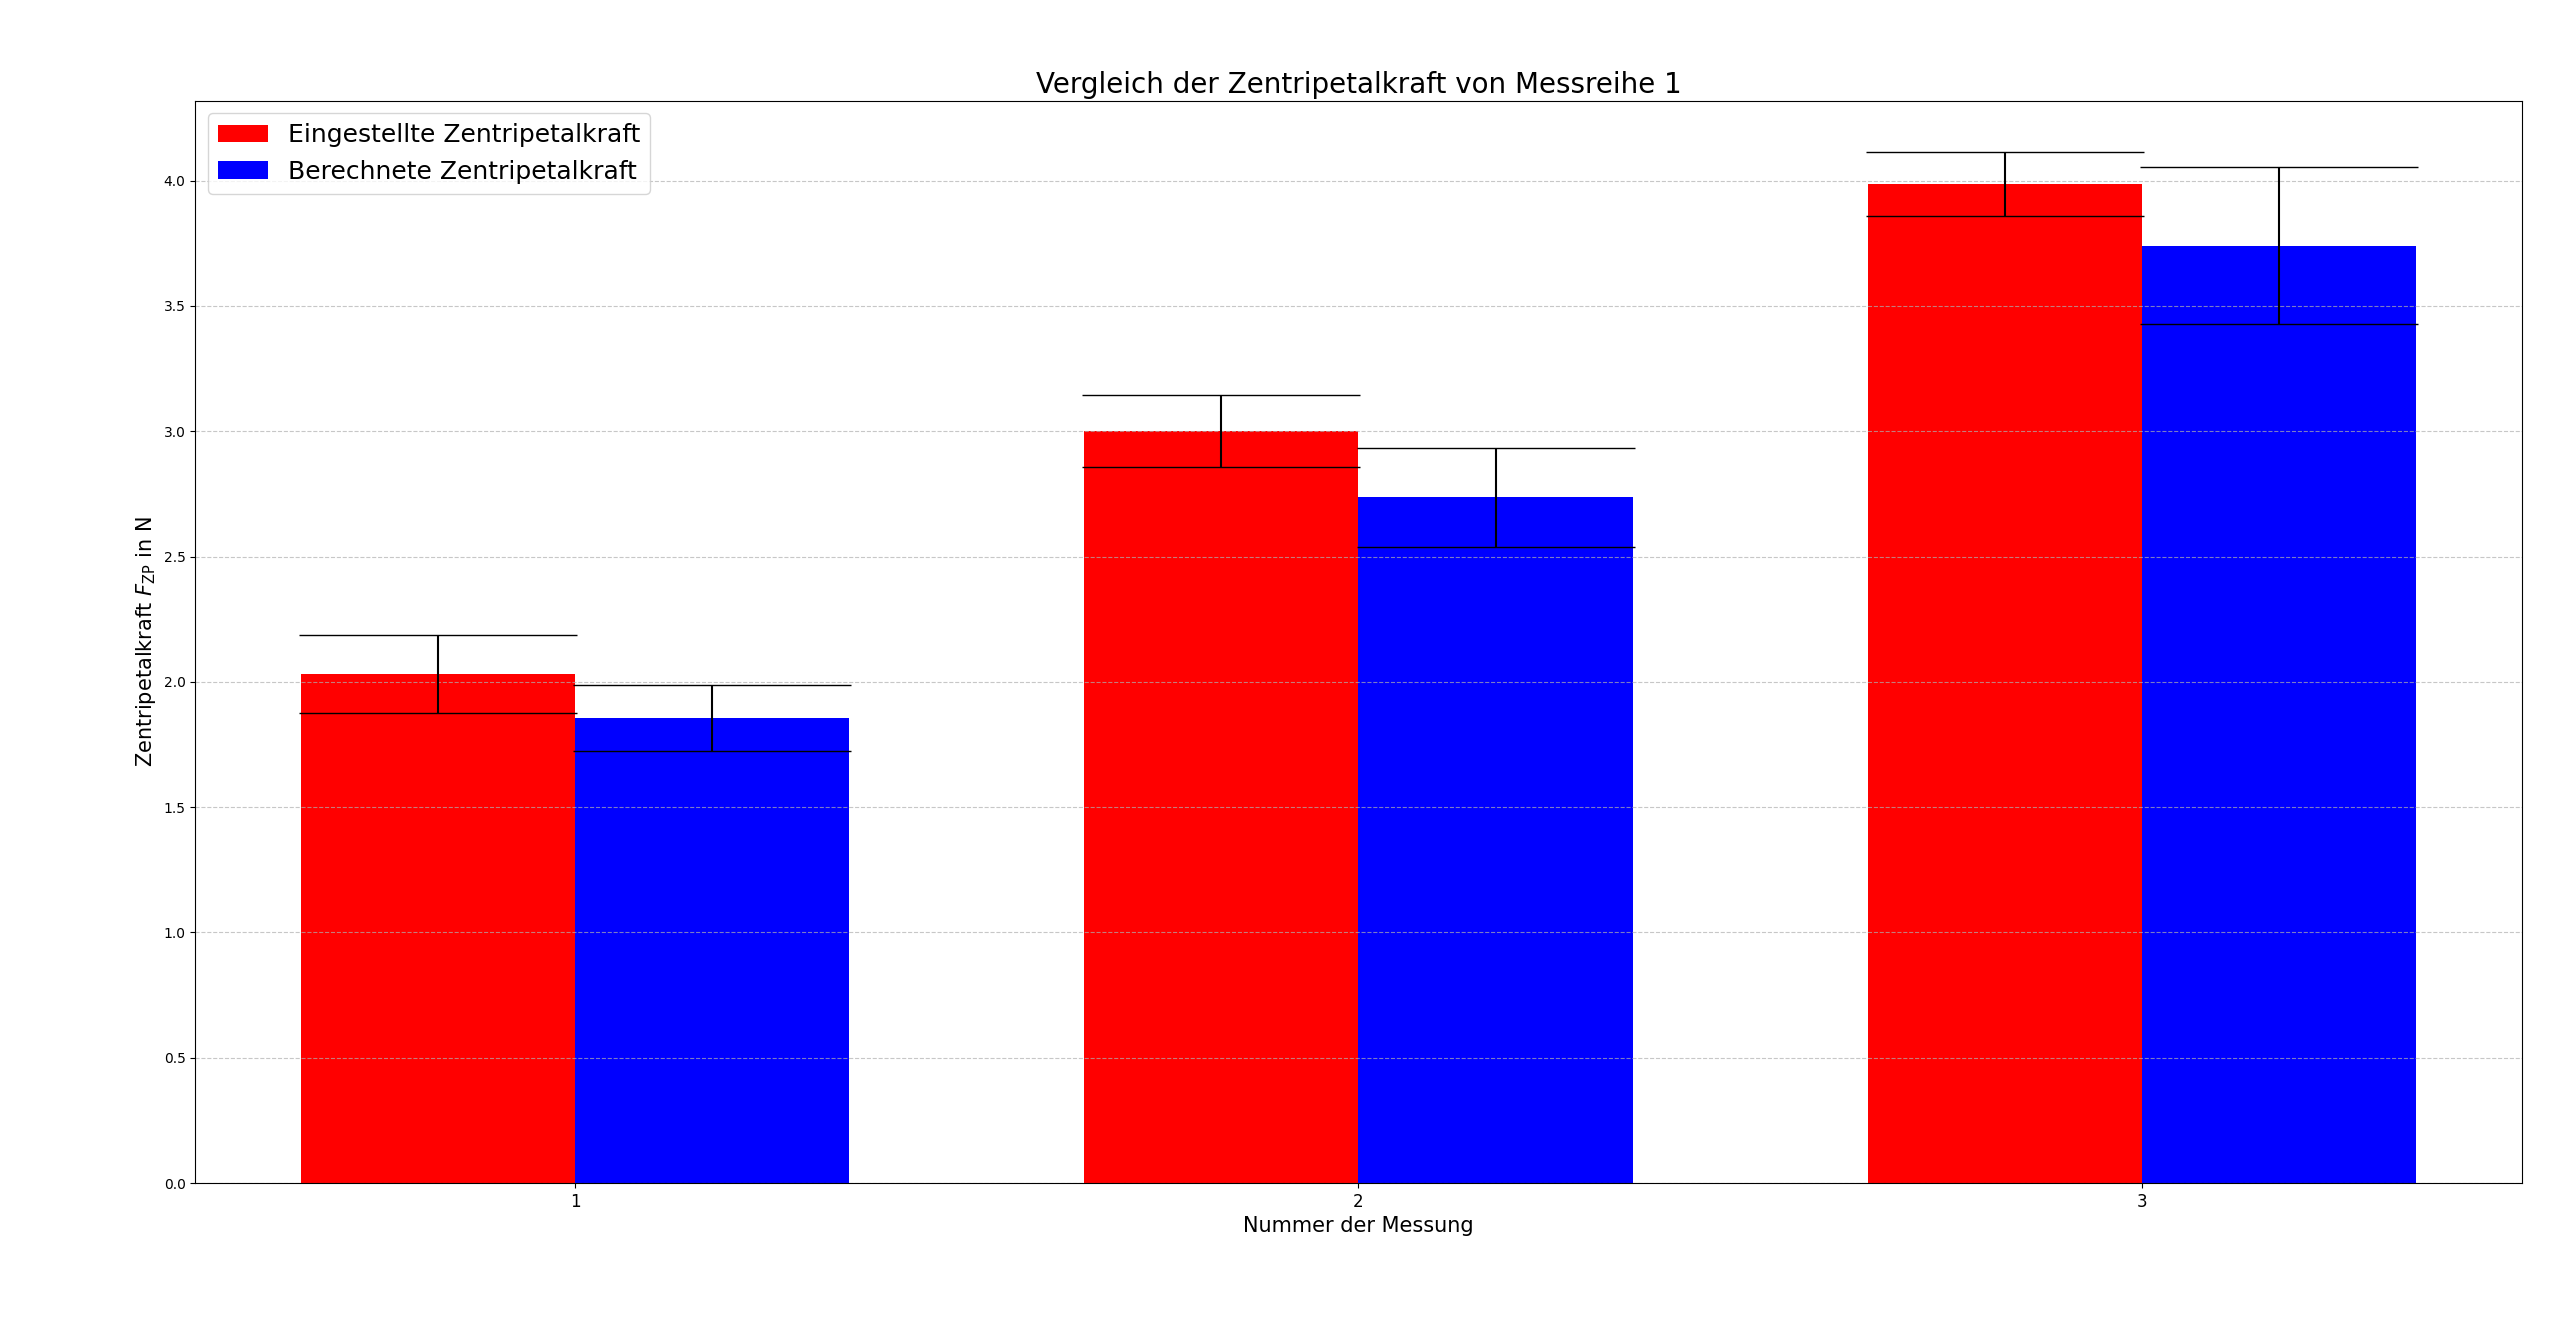 Vergleich der Zentripetalkraft von Messreihe 1
Eingestellte Zentripetalkraft
Berechnete Zentripetalkraft
Zentripetalkraft F_ZP in N
4.0
3.5
3.0
2.5
2.0
1.5
1.0
0.5
0.0
1 2 3
Nummer der Messung